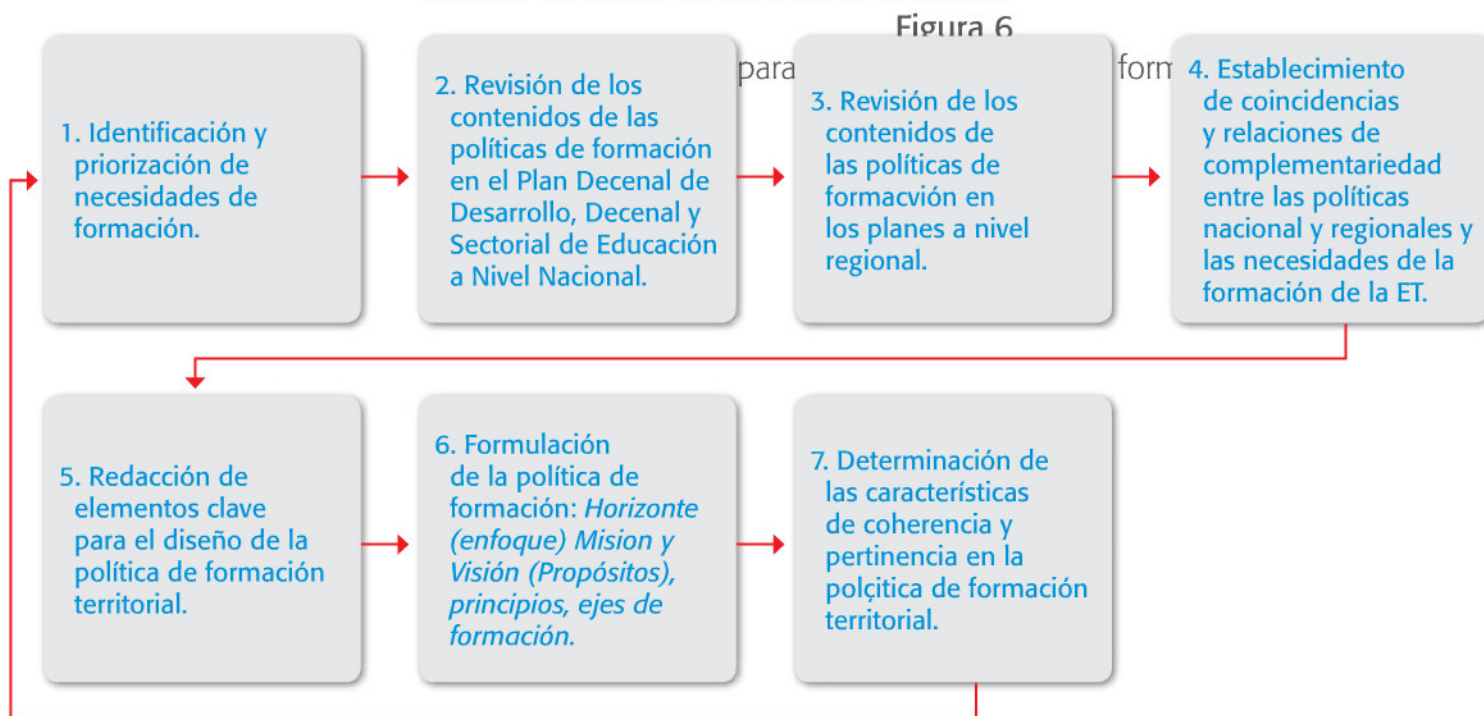 Figura 6
para
form
1. Identificación y
priorización de
necesidades de
formación.
2. Revisión de los
contenidos de las
políticas de formación
en el Plan Decenal de
Desarrollo, Decenal y
Sectorial de Educación
a Nivel Nacional.
3. Revisión de los
contenidos de
las políticas de
formacvión en
los planes a nivel
regional.
4. Establecimiento
de coincidencias
y relaciones de
complementariedad
entre las políticas
nacional y regionales y
las necesidades de la
formación de la ET.
5. Redacción de
elementos clave
para el diseño de la
política de formación
territorial.
6. Formulación
de la política de
formación: Horizonte
(enfoque) Mision y
Visión (Propósitos),
principios, ejes de
formación.
7. Determinación de
las características
de coherencia y
pertinencia en la
polçitica de formación
territorial.